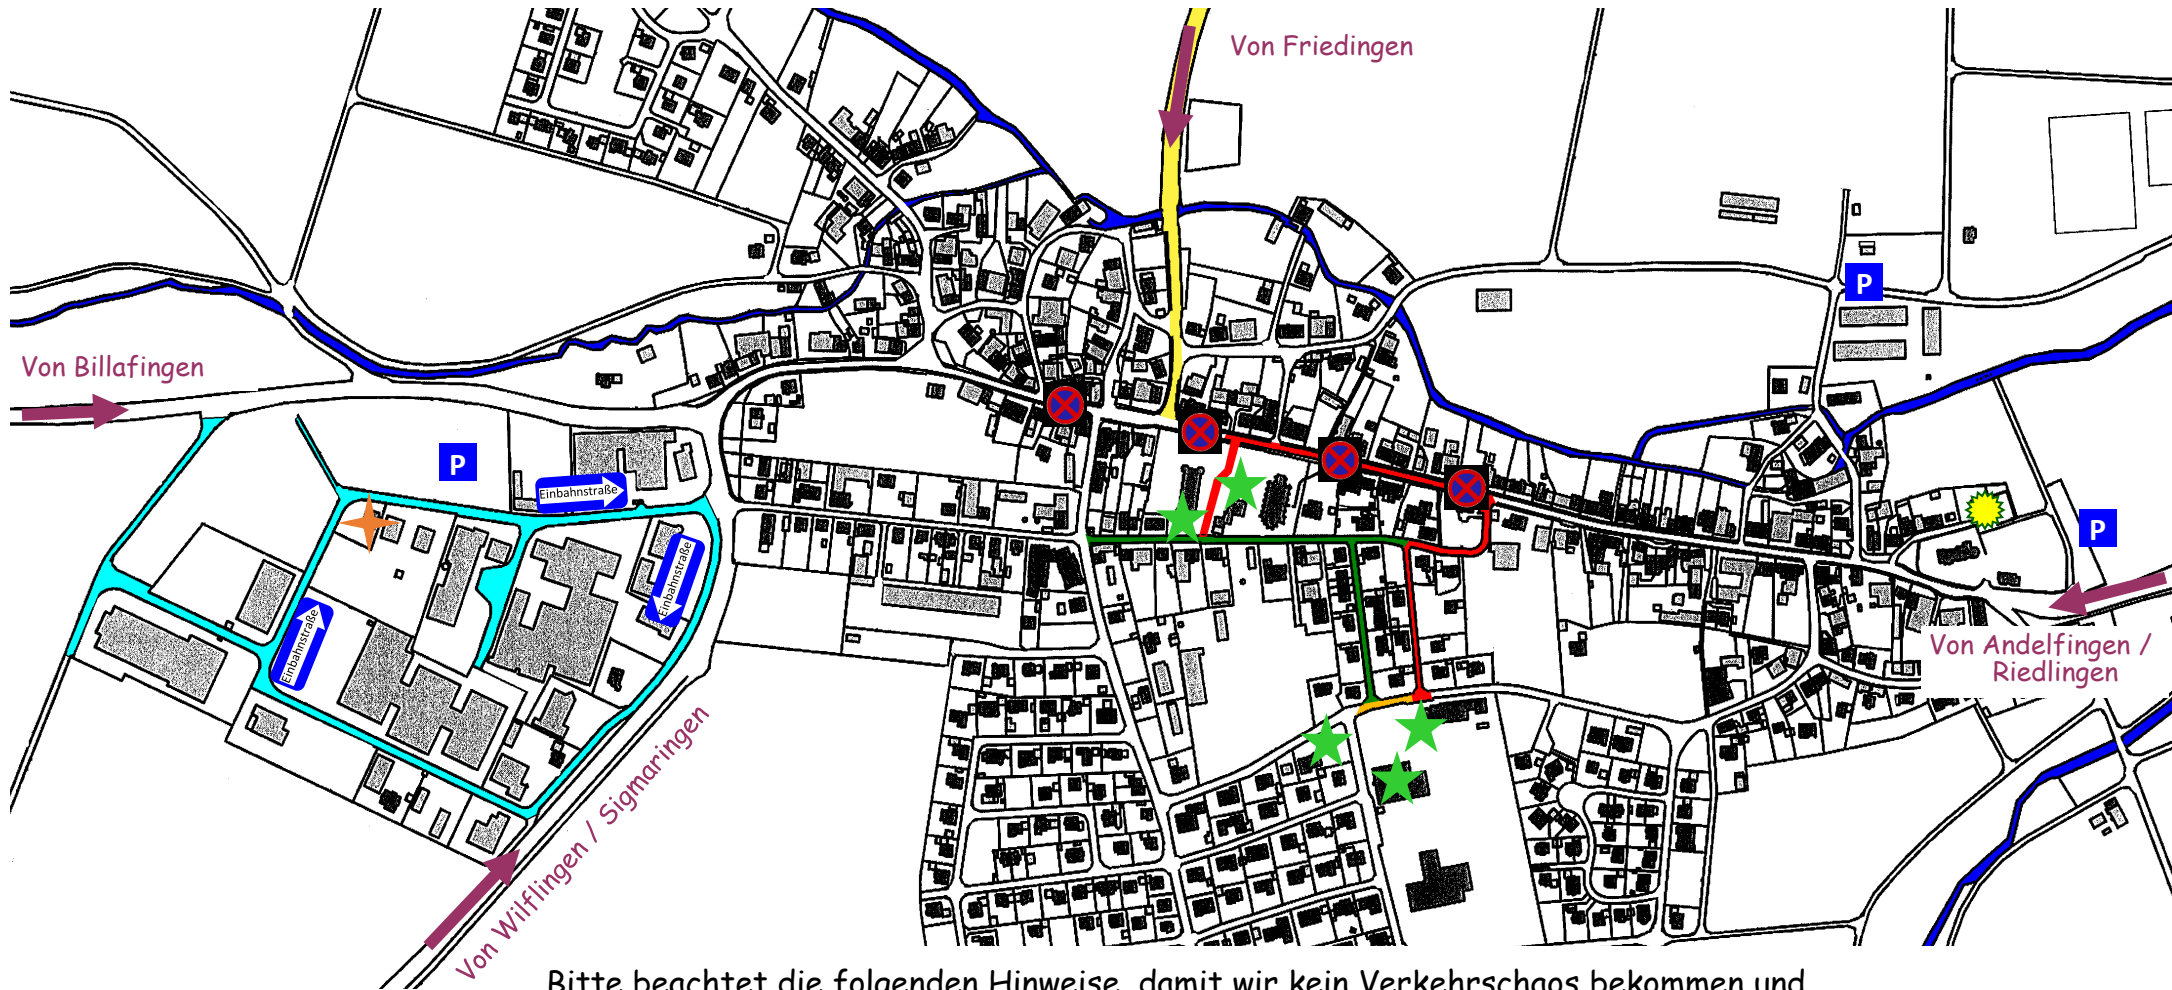 Von Friedingen
P
Von Billafingen
P
Einbahnstraße
P
Einbahnstraße
Einbahnstraße
Von Andelfingen /
Riedlingen
Von Wilflingen / Sigmaringen
Bitte beachtet die folgenden Hinweise, damit wir kein Verkehrschaos bekommen und